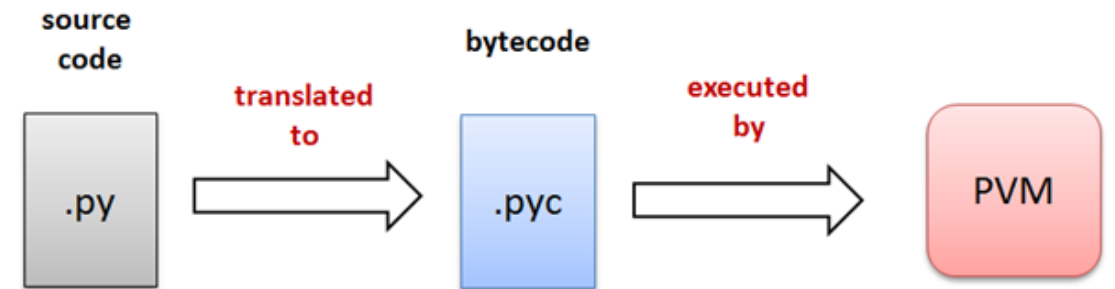 source
code
bytecode
translated
to
executed
by
.py
.pyc
PVM